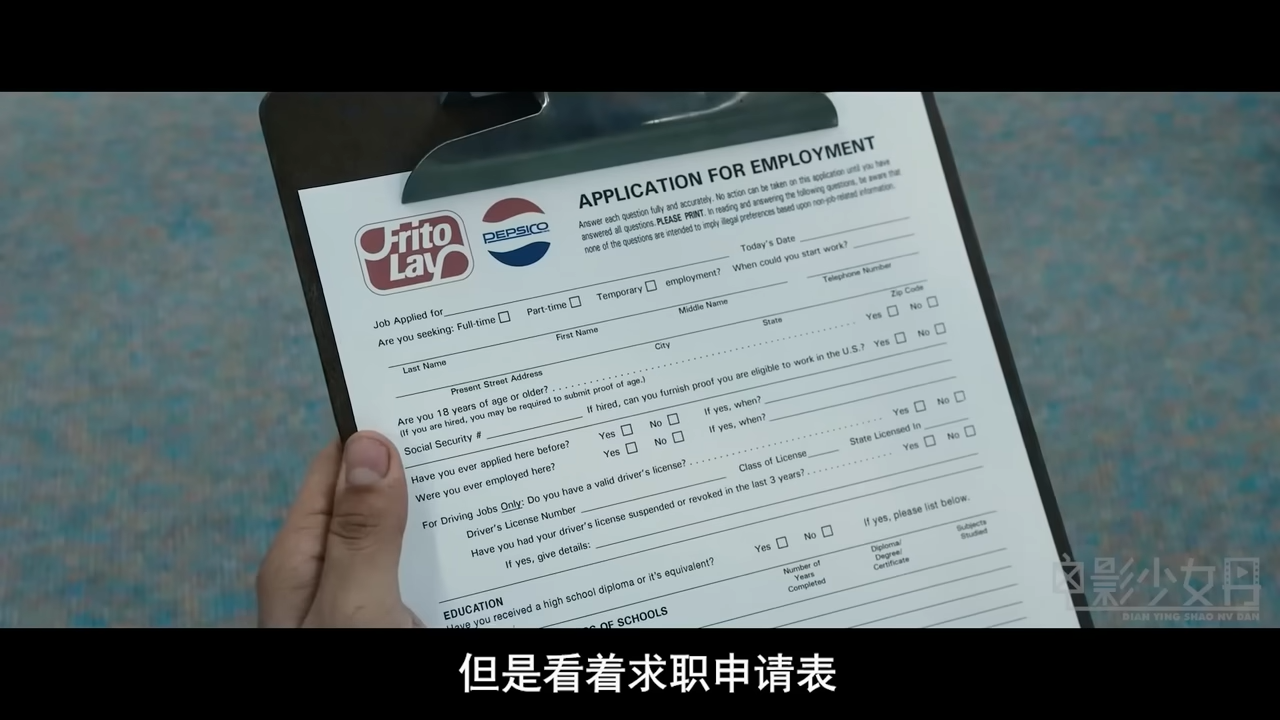 APPLICATION FOR EMPLOYMENT
Answer each question fully and accurately. No action can be taken on this application until you have
answered all questions. PLEASE PRINT. In reading and answering the following questions, be aware that
none of the questions are intended to imply illegal preferences based upon non-job-related information.
Frito
Lay
PEPSICO
Job Applied for Today's Date
Are you seeking: Full-time Part-time Temporary employment? When could you start work?
Last Name First Name Middle Name Telephone Number
Present Street Address City State Zip Code
Are you 18 years of age or older? Yes No
(If you are hired, you may be required to submit proof of age.)
Social Security # If hired, can you furnish proof you are eligible to work in the U.S.? Yes No
Have you ever applied here before? Yes No If yes, when?
Were you ever employed here? Yes No If yes, when?
For Driving Jobs Only: Do you have a valid driver's license? Yes No
Driver's License Number Class of License State Licensed In
Have you had your driver's license suspended or revoked in the last 3 years? Yes No
If yes, give details:
EDUCATION
Have you received a high school diploma or it's equivalent? Yes No If yes, please list below.
OF SCHOOLS
Number of
Years
Completed
Diploma/
Degree/
Certificate
Subjects
Studied
电影少女丹
DIAN YING SHAO NV DAN
但是看着求职申请表